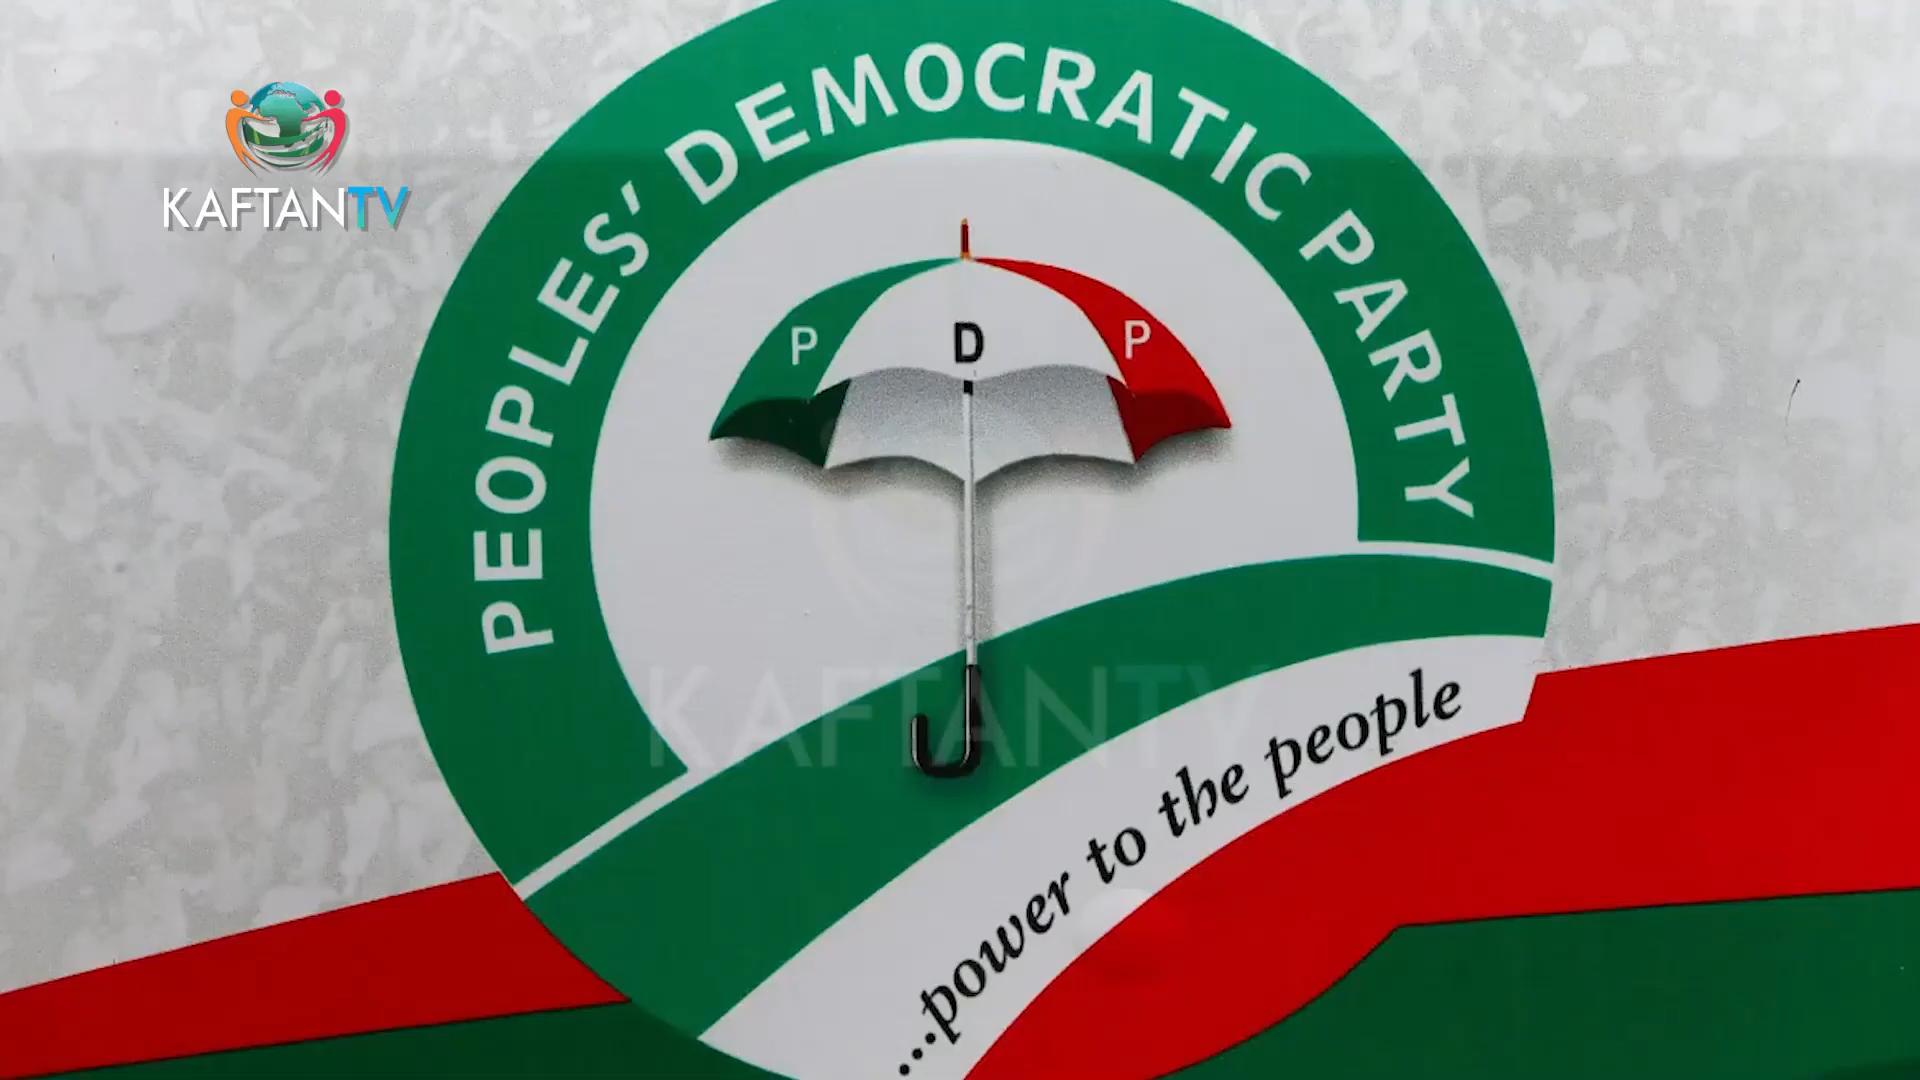 KAFTANTV
PEOPLES' DEMOCRATIC PARTY
P D P
KAFTANTV
...power to the people